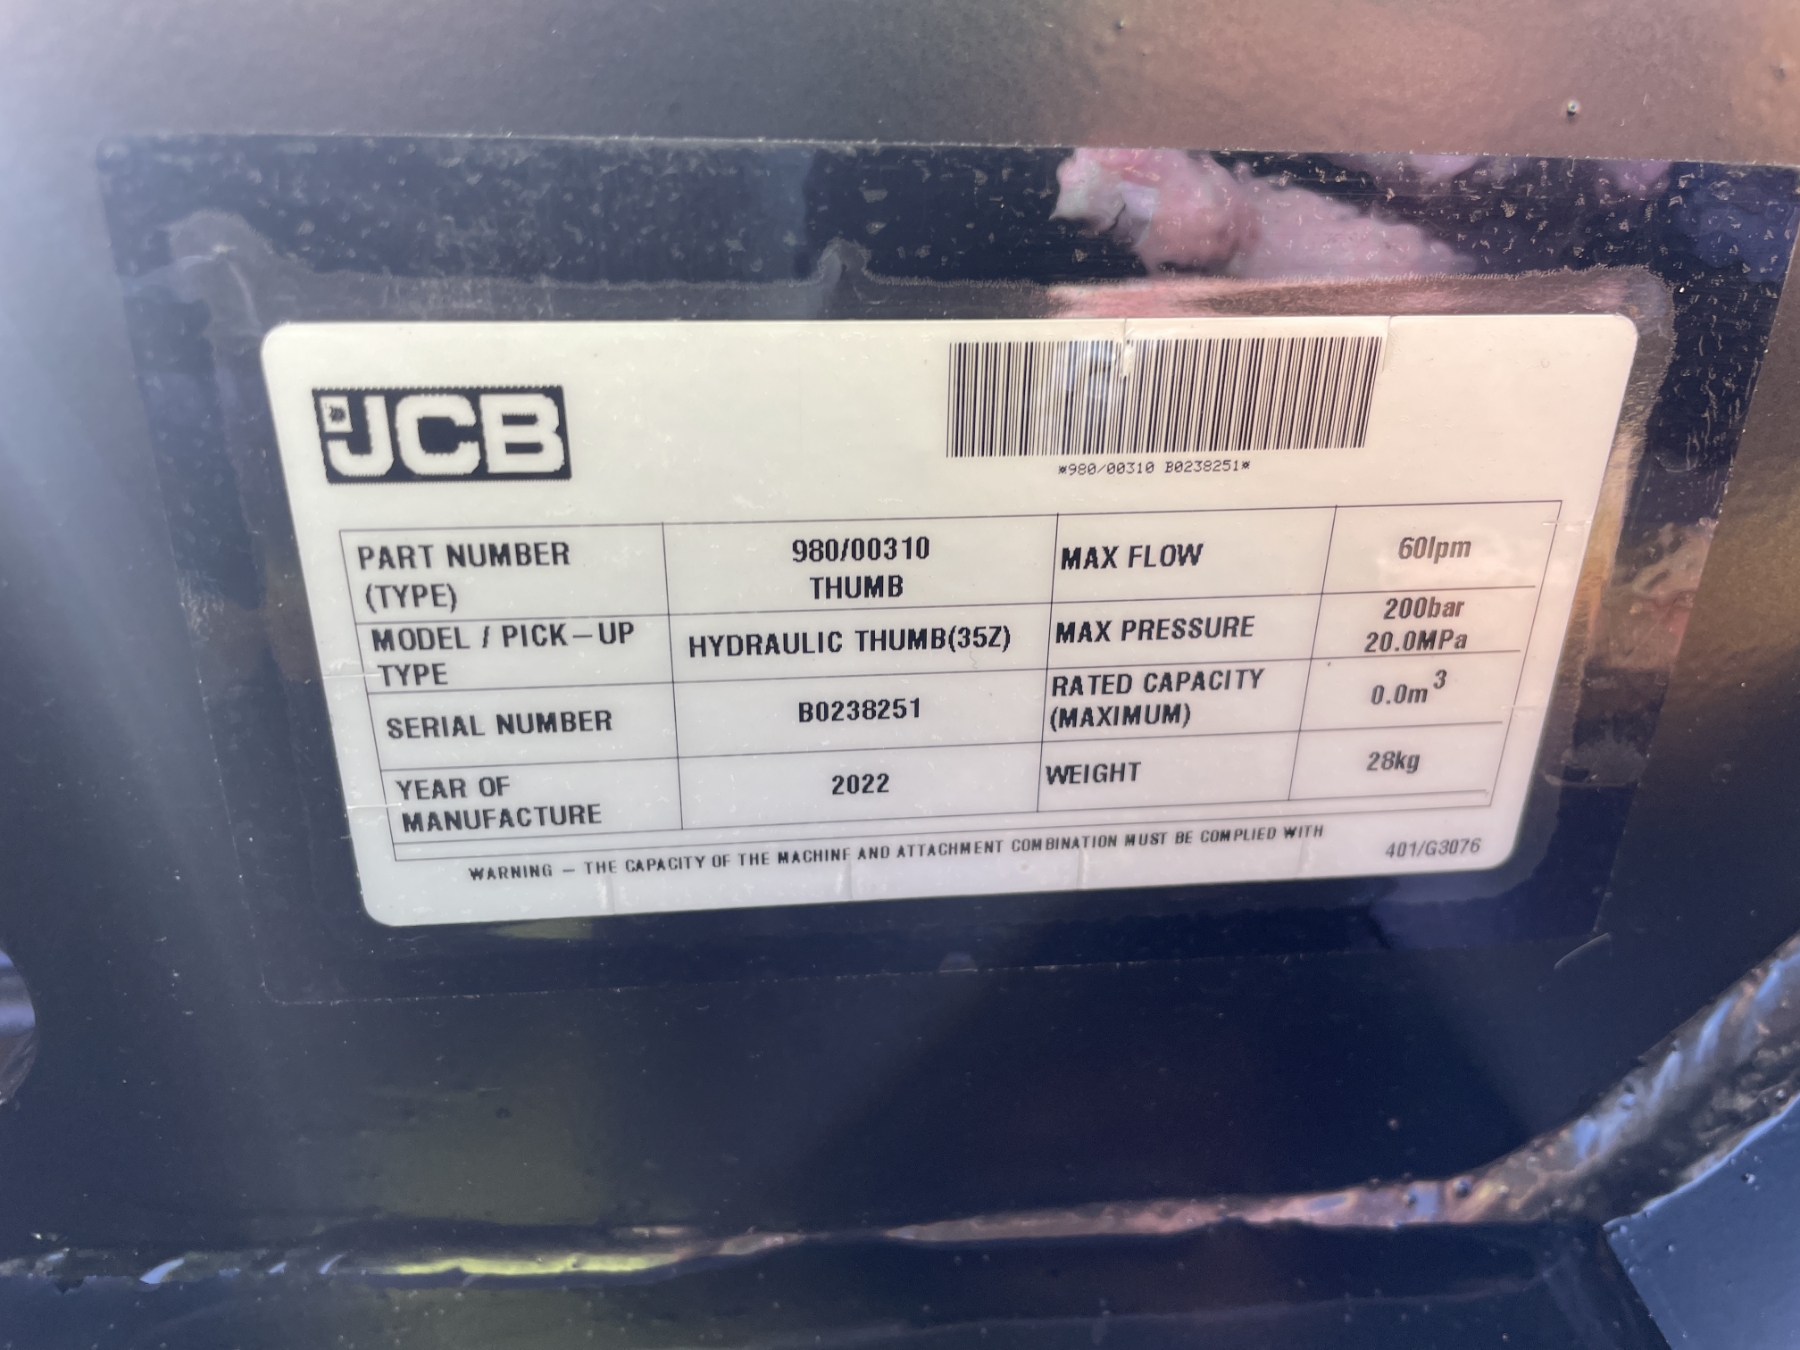 JCB
*980/00310 B0238251*
PART NUMBER
(TYPE)
980/00310
THUMB
MAX FLOW
60lpm
MODEL / PICK-UP
TYPE
HYDRAULIC THUMB(35Z)
MAX PRESSURE
200bar
20.0MPa
SERIAL NUMBER
B0238251
RATED CAPACITY
(MAXIMUM)
0.0m³
YEAR OF
MANUFACTURE
2022
WEIGHT
28kg
WARNING - THE CAPACITY OF THE MACHINE AND ATTACHMENT COMBINATION MUST BE COMPLIED WITH
401/G3076